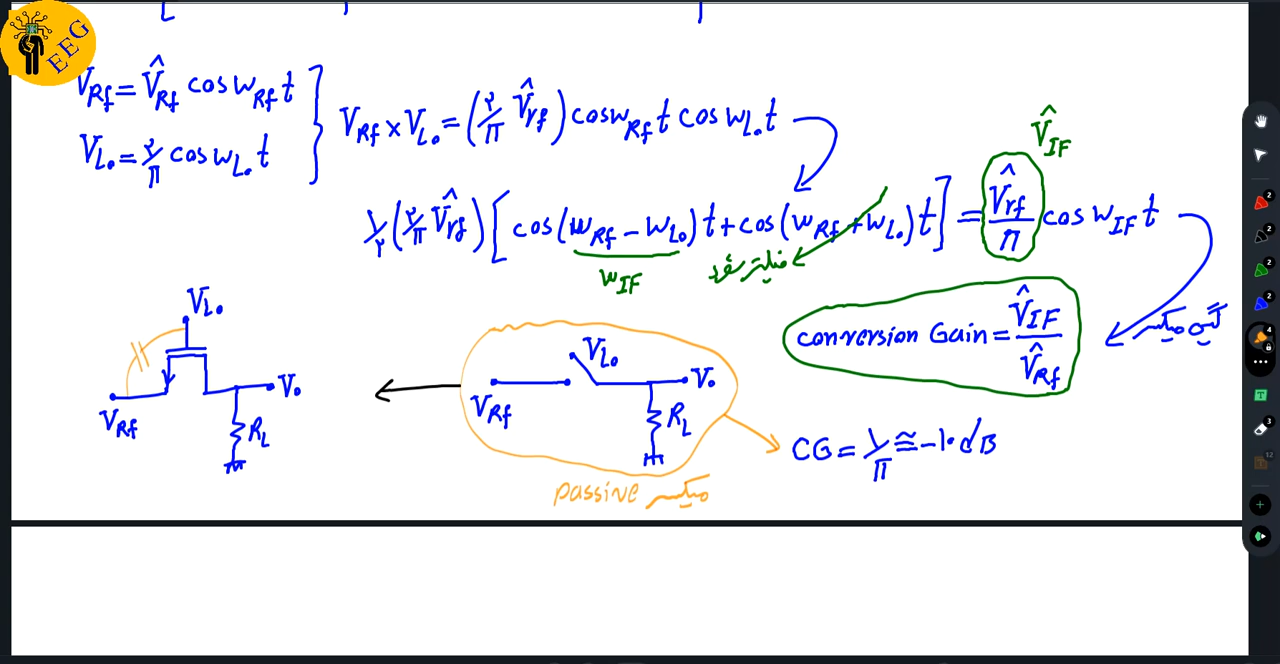 EEG
V_Rf = V̂_Rf cos ω_Rf t
V_Lo = ۲/π cos ω_Lo t
V_Rf × V_Lo = (۲/π V̂_rf) cos ω_Rf t cos ω_Lo t
V̂_IF
۱/۲ (۲/π V̂_rf) [cos(ω_Rf − ω_Lo)t + cos(ω_Rf + ω_Lo)t] = V̂_rf/π cos ω_IF t
ω_IF
فیلتر شد
conversion Gain = V̂_IF / V̂_Rf
گین میکسر
V_Lo
V_Rf
V_o
R_L
V_Lo
V_Rf
V_o
R_L
CG = ۱/π ≅ −۱۰ dB
میکسر passive